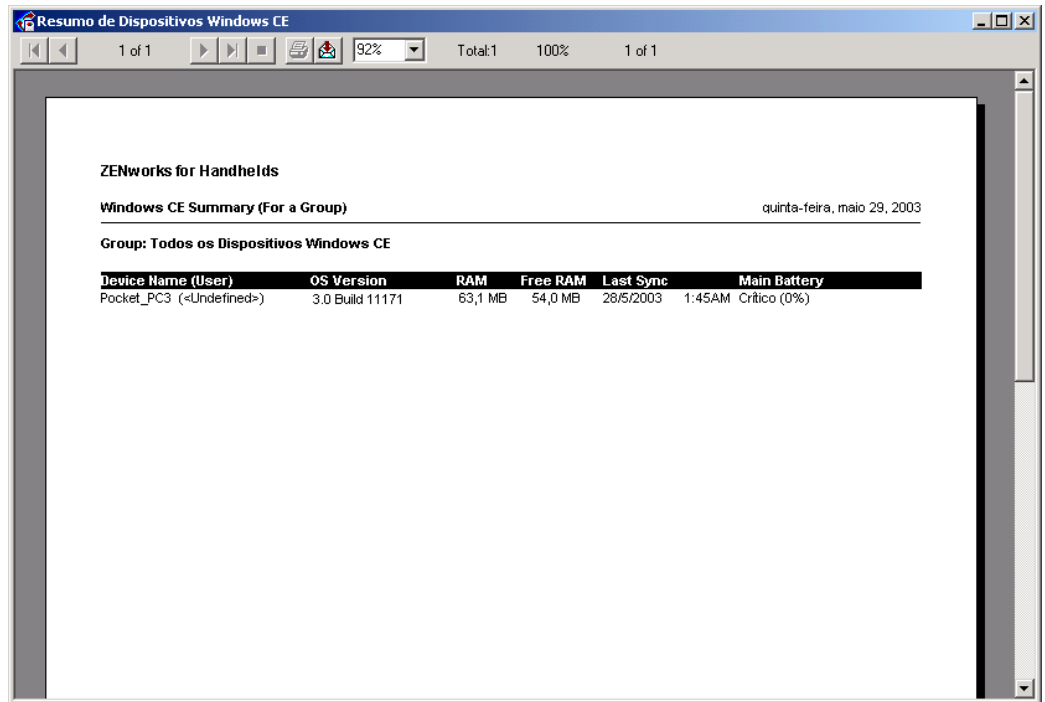 Resumo de Dispositivos Windows CE
1 of 1 92% Total:1 100% 1 of 1
ZENworks for Handhelds
Windows CE Summary (For a Group) quinta-feira, maio 29, 2003
Group: Todos os Dispositivos Windows CE
Device Name (User) OS Version RAM Free RAM Last Sync Main Battery
Pocket_PC3 (<Undefined>) 3.0 Build 11171 63,1 MB 54,0 MB 28/5/2003 1:45AM Crítico (0%)